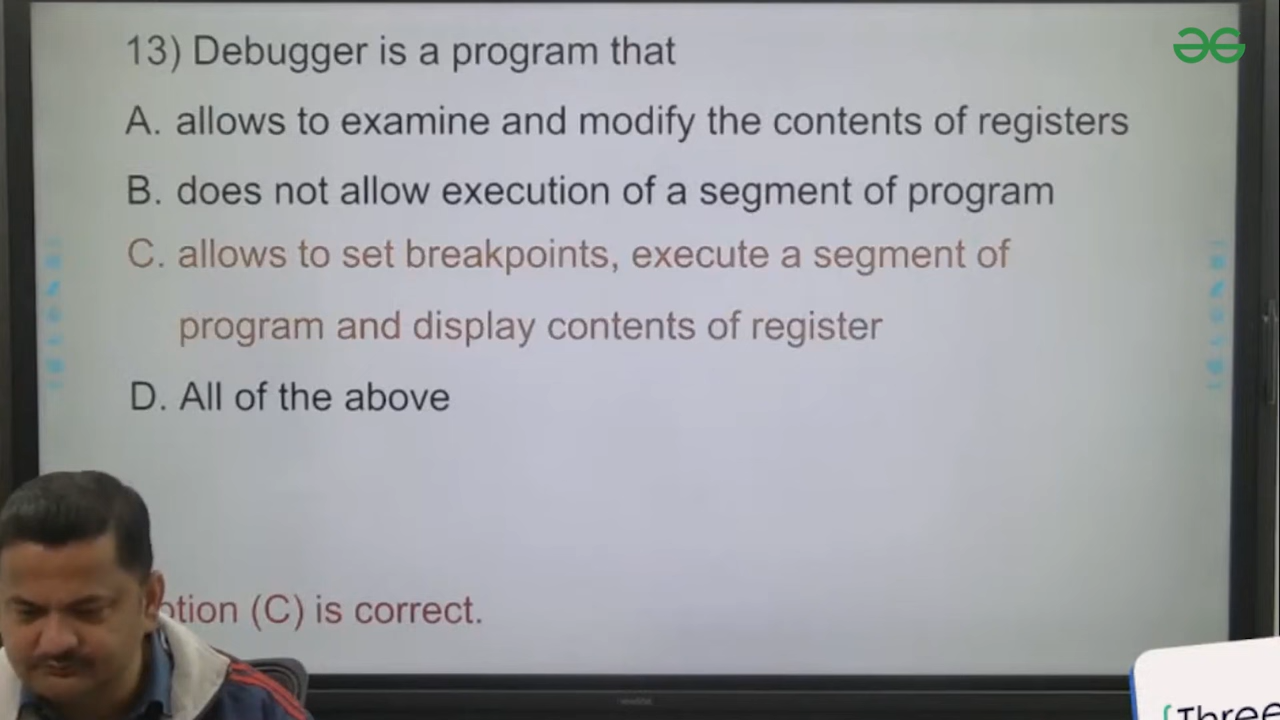 13) Debugger is a program that
A. allows to examine and modify the contents of registers
B. does not allow execution of a segment of program
C. allows to set breakpoints, execute a segment of
program and display contents of register
D. All of the above
(C) is correct.
{Three